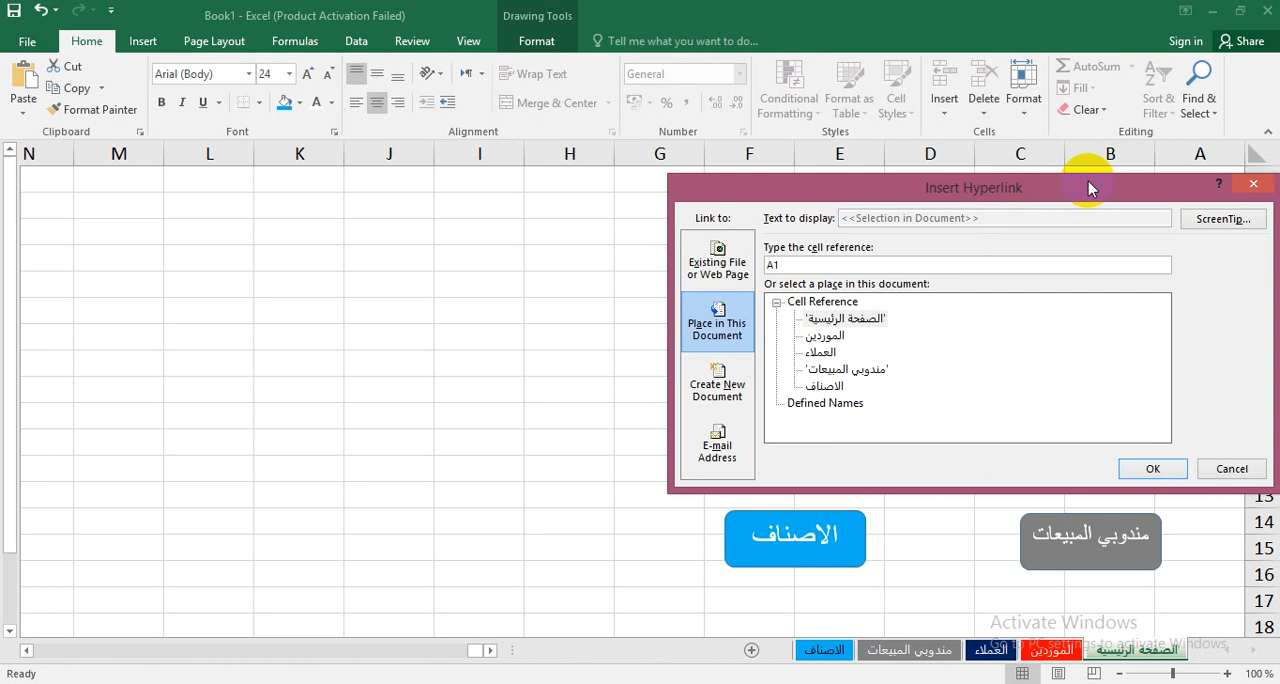 Book1 - Excel (Product Activation Failed)
Drawing Tools
File
Home
Insert
Page Layout
Formulas
Data
Review
View
Format
Tell me what you want to do...
Sign in
Share
Paste
Cut
Copy
Format Painter
Clipboard
Arial (Body)
24
B I U
A
Font
Wrap Text
Merge & Center
Alignment
General
%
Number
Conditional
Formatting
Format as
Table
Cell
Styles
Styles
Insert
Delete
Format
Cells
AutoSum
Fill
Clear
Sort &
Filter
Find &
Select
Editing
N M L K J I H G F E D C B A
Insert Hyperlink
?
Link to:
Text to display:
<<Selection in Document>>
ScreenTip...
Existing File
or Web Page
Place in This
Document
Create New
Document
E-mail
Address
Type the cell reference:
A1
Or select a place in this document:
Cell Reference
'الصفحة الرئيسية'
الموردين
العملاء
'مندوبي المبيعات'
الاصناف
Defined Names
OK
Cancel
13
14
15
16
17
18
مندوبي المبيعات
الاصناف
Activate Windows
Go to PC settings to activate Windows.
الصفحة الرئيسية
الموردين
العملاء
مندوبي المبيعات
الاصناف
Ready
100 %